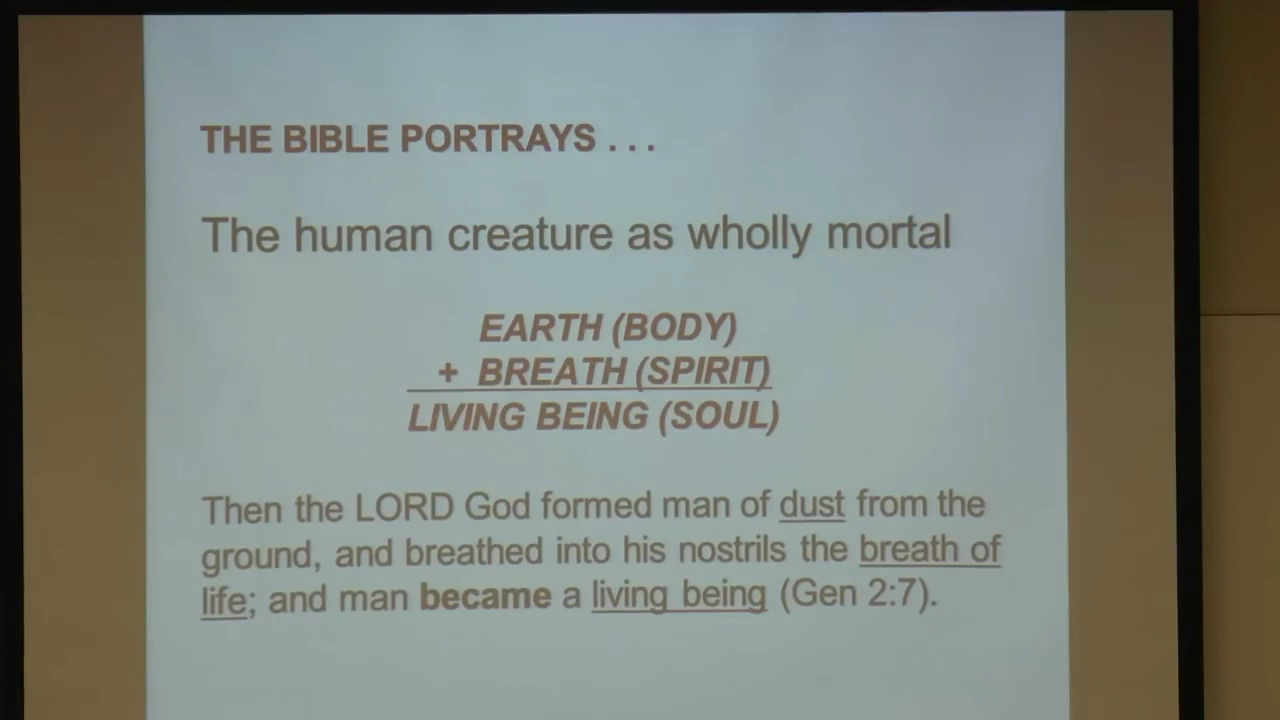 THE BIBLE PORTRAYS . . .
The human creature as wholly mortal
EARTH (BODY)
+ BREATH (SPIRIT)
LIVING BEING (SOUL)
Then the LORD God formed man of dust from the
ground, and breathed into his nostrils the breath of
life; and man became a living being (Gen 2:7).